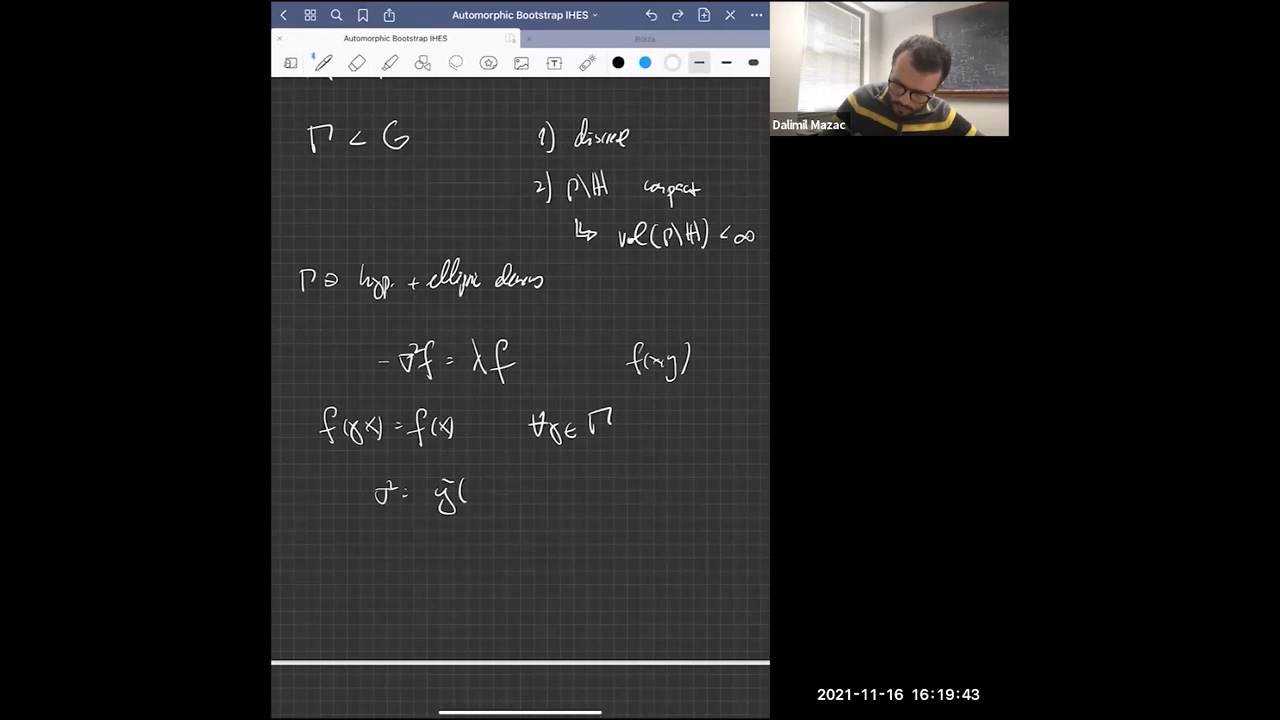 Automorphic Bootstrap IHES
Automorphic Bootstrap IHES
Bolza
Γ < G
1) discrete
2) Γ\ℍ compact
↳ vol(Γ\ℍ) < ∞
Γ ∋ hyp. + elliptic elems
- ∇²f = λf f(x,y)
f(γx) = f(x) ∀γ ∈ Γ
∇² = y²(
Dalimil Mazac
2021-11-16 16:19:43